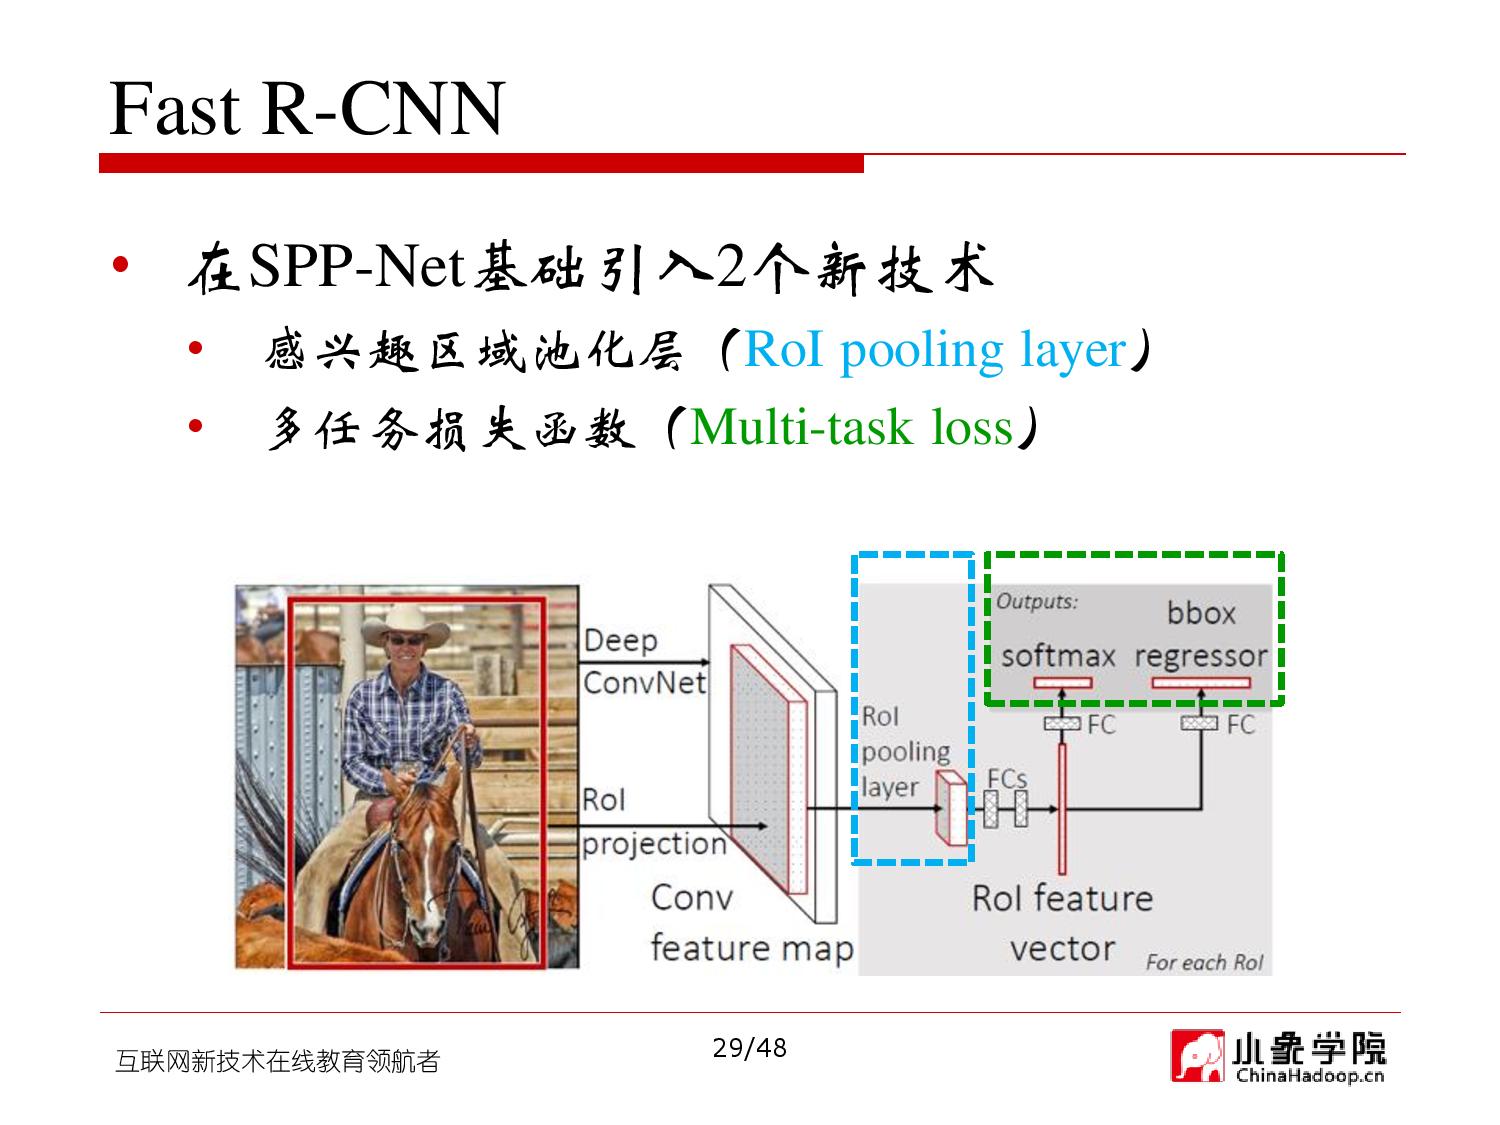 Fast R-CNN
• 在SPP-Net基础引入2个新技术
• 感兴趣区域池化层（RoI pooling layer）
• 多任务损失函数（Multi-task loss）
Deep
ConvNet
RoI
projection
Conv
feature map
RoI
pooling
layer
Outputs:
softmax
bbox
regressor
FC
FC
FCs
RoI feature
vector
For each RoI
互联网新技术在线教育领航者
29/48
小象学院
ChinaHadoop.cn